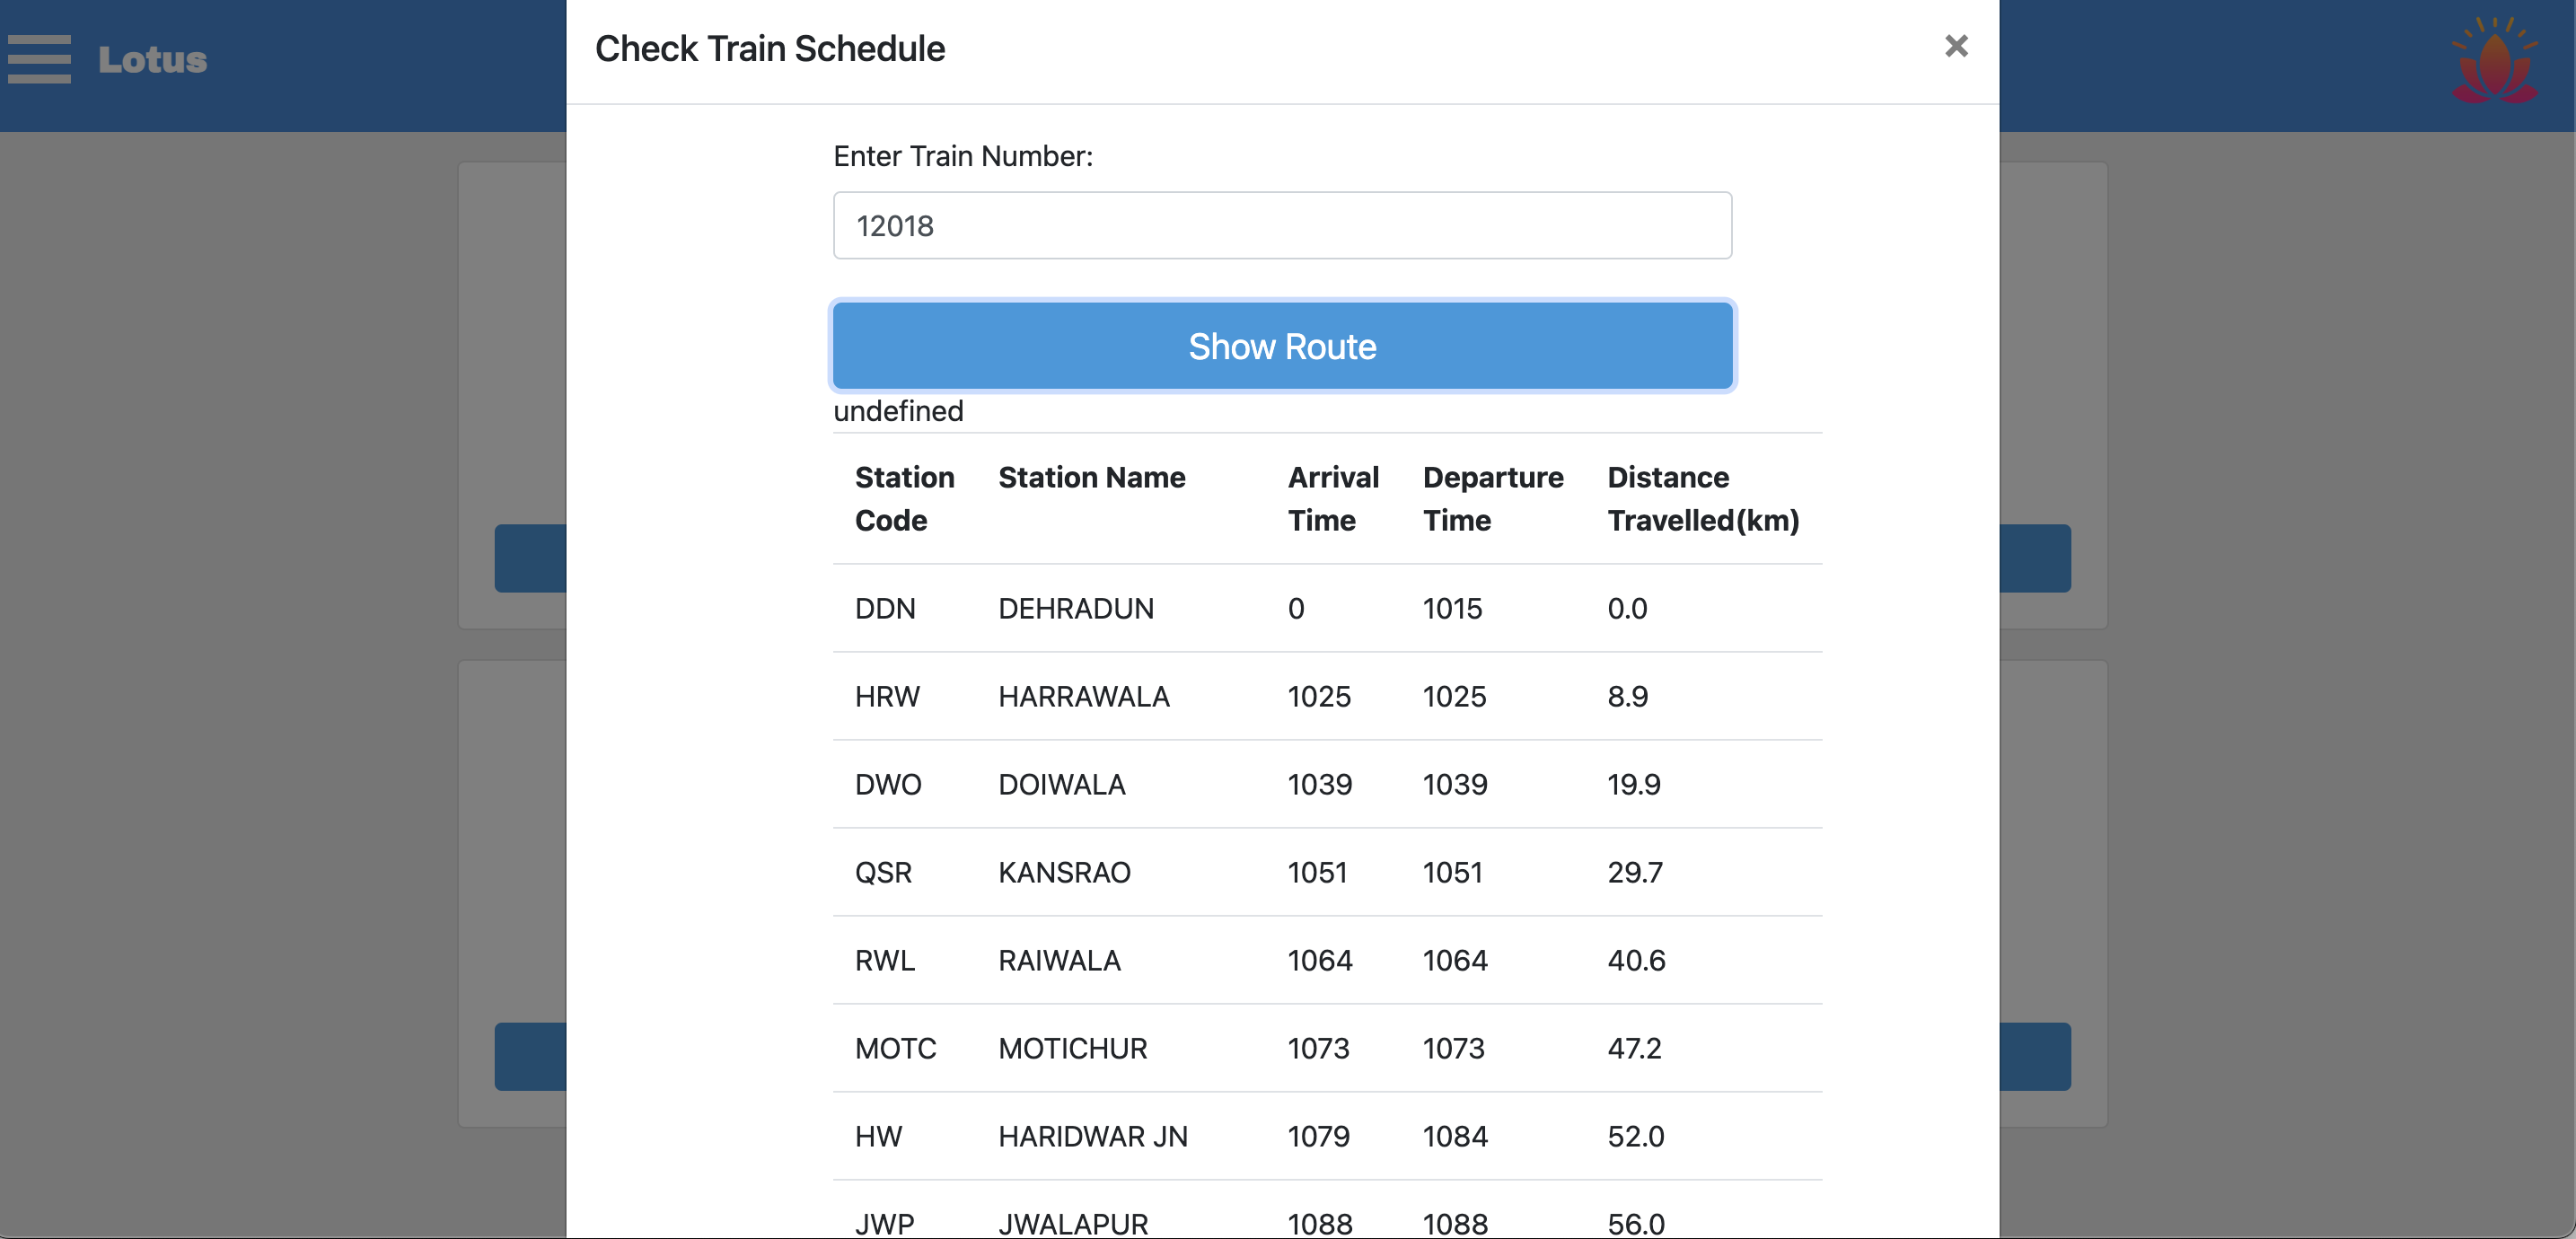 Lotus
Check Train Schedule
×
Enter Train Number:
12018
Show Route
undefined
Station Code Station Name Arrival Time Departure Time Distance Travelled(km)
DDN DEHRADUN 0 1015 0.0
HRW HARRAWALA 1025 1025 8.9
DWO DOIWALA 1039 1039 19.9
QSR KANSRAO 1051 1051 29.7
RWL RAIWALA 1064 1064 40.6
MOTC MOTICHUR 1073 1073 47.2
HW HARIDWAR JN 1079 1084 52.0
JWP JWALAPUR 1088 1088 56.0